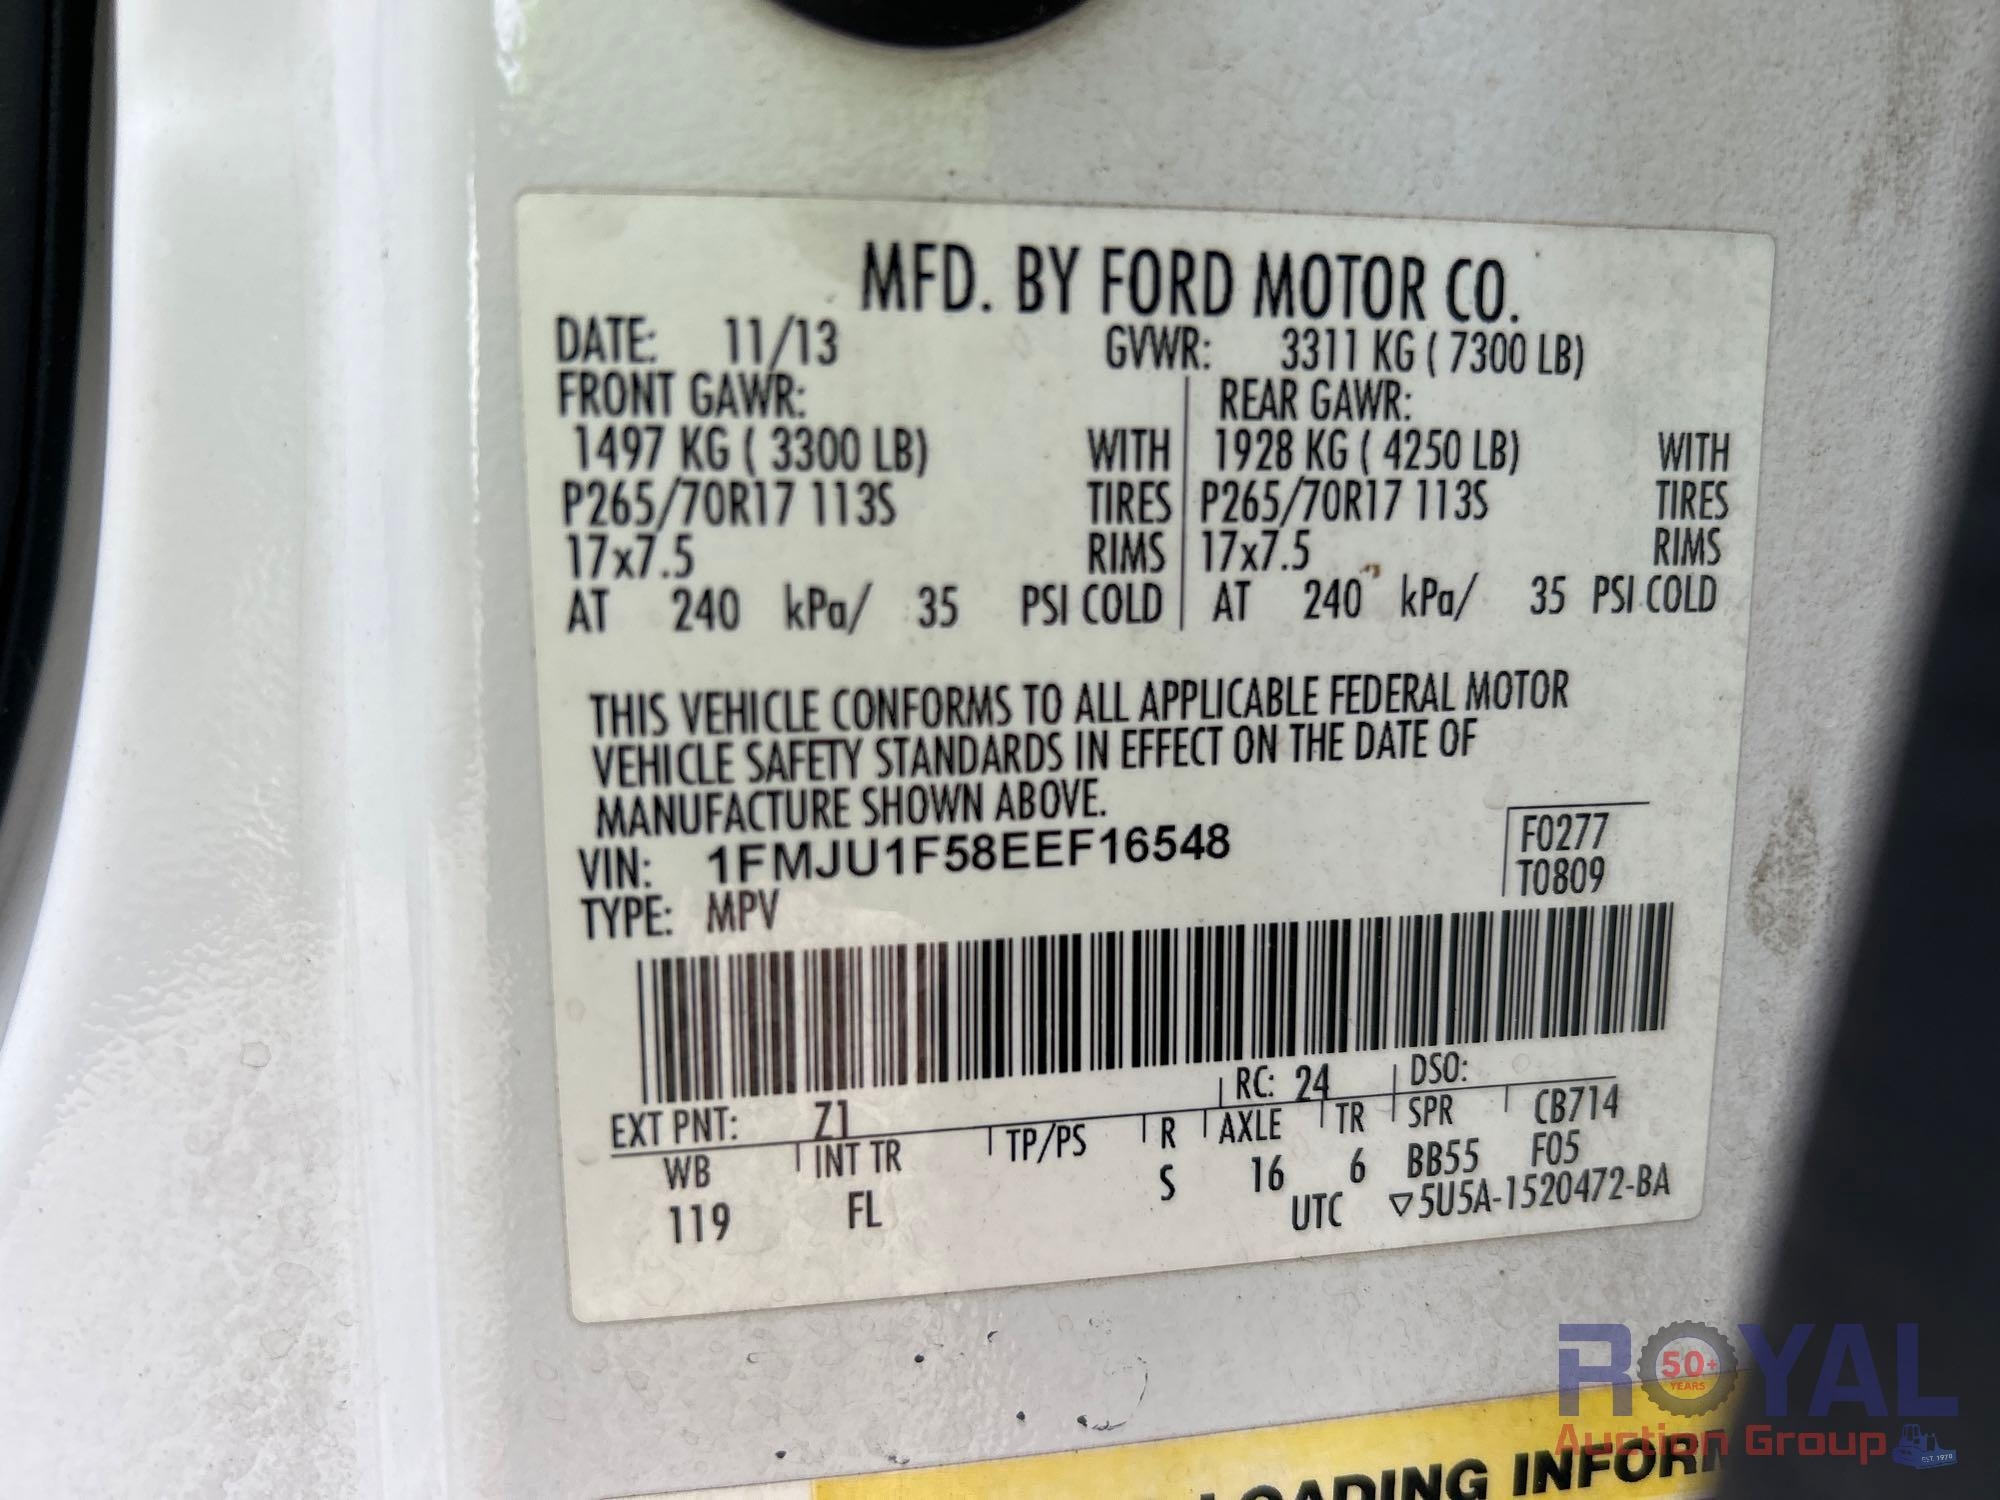 MFD. BY FORD MOTOR CO.
DATE: 11/13 GVWR: 3311 KG ( 7300 LB)
FRONT GAWR: REAR GAWR:
1497 KG ( 3300 LB) WITH 1928 KG ( 4250 LB) WITH
P265/70R17 113S TIRES P265/70R17 113S TIRES
17x7.5 RIMS 17x7.5 RIMS
AT 240 kPa/ 35 PSI COLD AT 240 kPa/ 35 PSI COLD
THIS VEHICLE CONFORMS TO ALL APPLICABLE FEDERAL MOTOR
VEHICLE SAFETY STANDARDS IN EFFECT ON THE DATE OF
MANUFACTURE SHOWN ABOVE.
VIN: 1FMJU1F58EEF16548 F0277
TYPE: MPV T0809
EXT PNT: Z1 RC: 24 DSO:
WB INT TR TP/PS R AXLE TR SPR CB714
119 FL S 16 6 BB55 F05
UTC ▽5U5A-1520472-BA
ROYAL
50+
YEARS
Auction Group
EST. 1970
LOADING INFORM